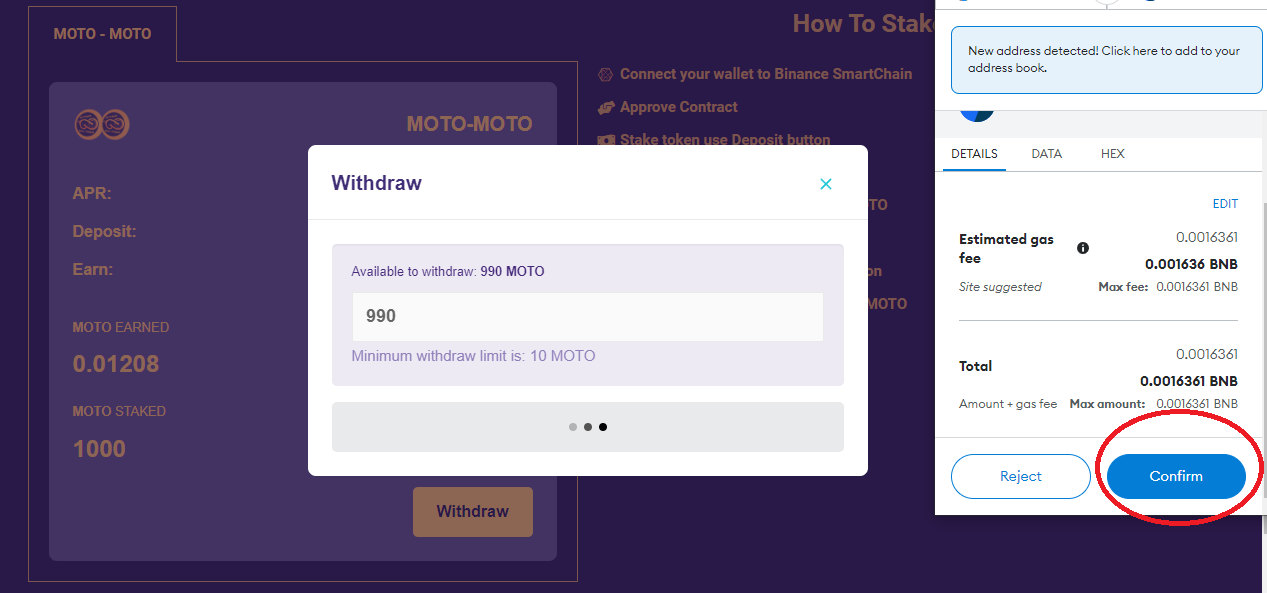 MOTO - MOTO
MOTO-MOTO
APR:
Deposit:
Earn:
MOTO EARNED
0.01208
MOTO STAKED
1000
Withdraw
How To Stake
Connect your wallet to Binance SmartChain
Approve Contract
Stake token use Deposit button
MOTO
Withdraw
×
Available to withdraw: 990 MOTO
990
Minimum withdraw limit is: 10 MOTO
New address detected! Click here to add to your
address book.
DETAILS DATA HEX
EDIT
Estimated gas
fee
0.0016361
0.001636 BNB
Site suggested Max fee: 0.0016361 BNB
Total
0.0016361
0.0016361 BNB
Amount + gas fee Max amount: 0.0016361 BNB
Reject Confirm